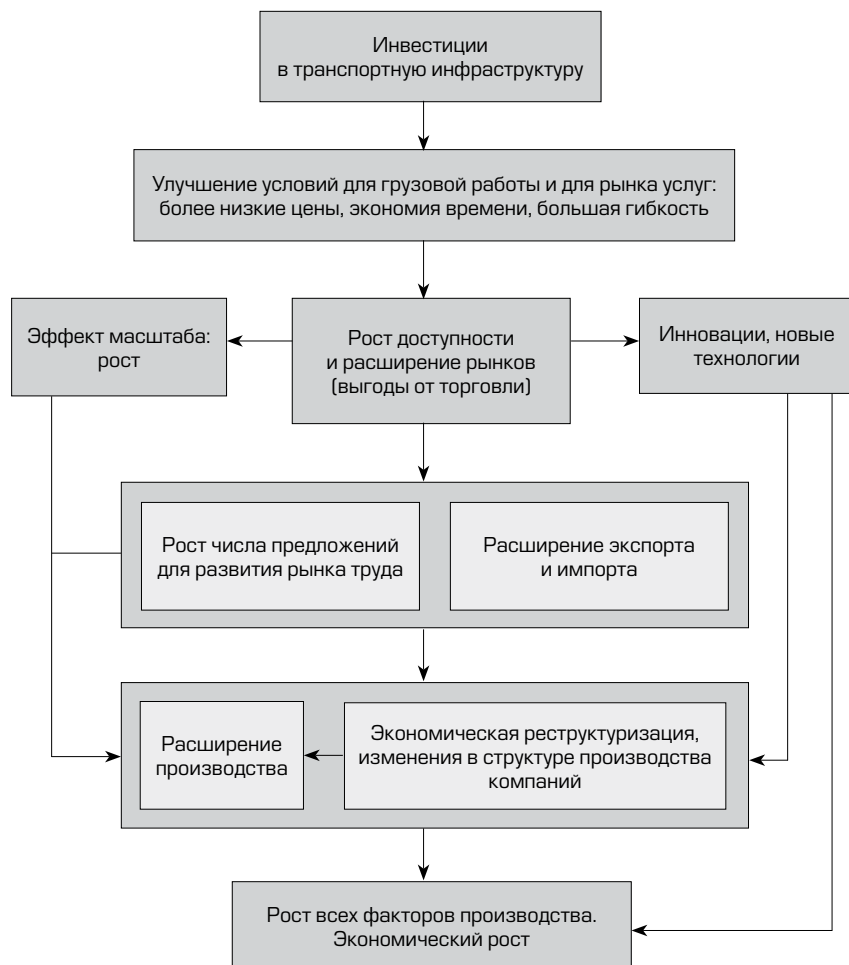 Инвестиции
в транспортную инфраструктуру
Улучшение условий для грузовой работы и для рынка услуг:
более низкие цены, экономия времени, большая гибкость
Эффект масштаба:
рост
Рост доступности
и расширение рынков
(выгоды от торговли)
Инновации, новые
технологии
Рост числа предложений
для развития рынка труда
Расширение экспорта
и импорта
Расширение
производства
Экономическая реструктуризация,
изменения в структуре производства
компаний
Рост всех факторов производства.
Экономический рост